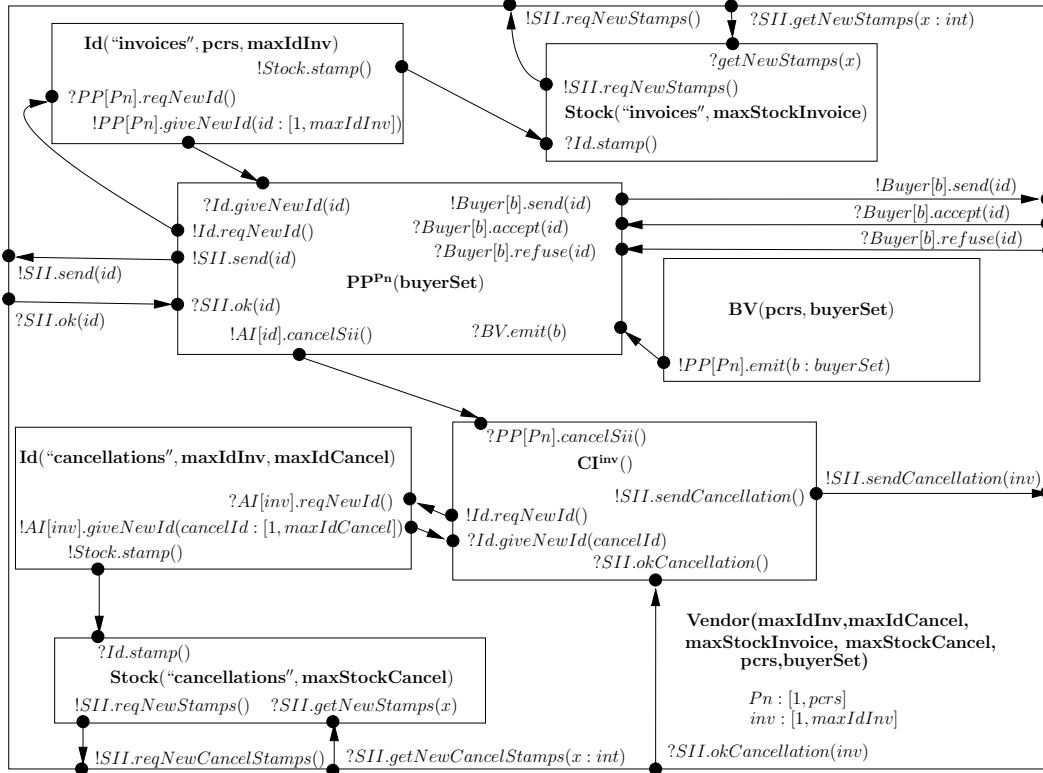 !SII.reqNewStamps()
?SII.getNewStamps(x : int)
Id(“invoices″, pcrs, maxIdInv)
!Stock.stamp()
?PP[Pn].reqNewId()
!PP[Pn].giveNewId(id : [1, maxIdInv])
?getNewStamps(x)
!SII.reqNewStamps()
Stock(“invoices″, maxStockInvoice)
?Id.stamp()
?Id.giveNewId(id)
!Id.reqNewId()
!SII.send(id)
!Buyer[b].send(id)
?Buyer[b].accept(id)
?Buyer[b].refuse(id)
!Buyer[b].send(id)
?Buyer[b].accept(id)
?Buyer[b].refuse(id)
!SII.send(id)
PP^Pn(buyerSet)
?SII.ok(id)
?SII.ok(id)
!AI[id].cancelSii()
?BV.emit(b)
BV(pcrs, buyerSet)
!PP[Pn].emit(b : buyerSet)
Id(“cancellations″, maxIdInv, maxIdCancel)
?AI[inv].reqNewId()
!AI[inv].giveNewId(cancelId : [1, maxIdCancel])
!Stock.stamp()
?PP[Pn].cancelSii()
CI^inv()
!SII.sendCancellation()
!SII.sendCancellation(inv)
!Id.reqNewId()
?Id.giveNewId(cancelId)
?SII.okCancellation()
?Id.stamp()
Stock(“cancellations″, maxStockCancel)
!SII.reqNewStamps()
?SII.getNewStamps(x)
!SII.reqNewCancelStamps()
?SII.getNewCancelStamps(x : int)
Vendor(maxIdInv,maxIdCancel,
maxStockInvoice, maxStockCancel,
pcrs,buyerSet)
Pn : [1, pcrs]
inv : [1, maxIdInv]
?SII.okCancellation(inv)